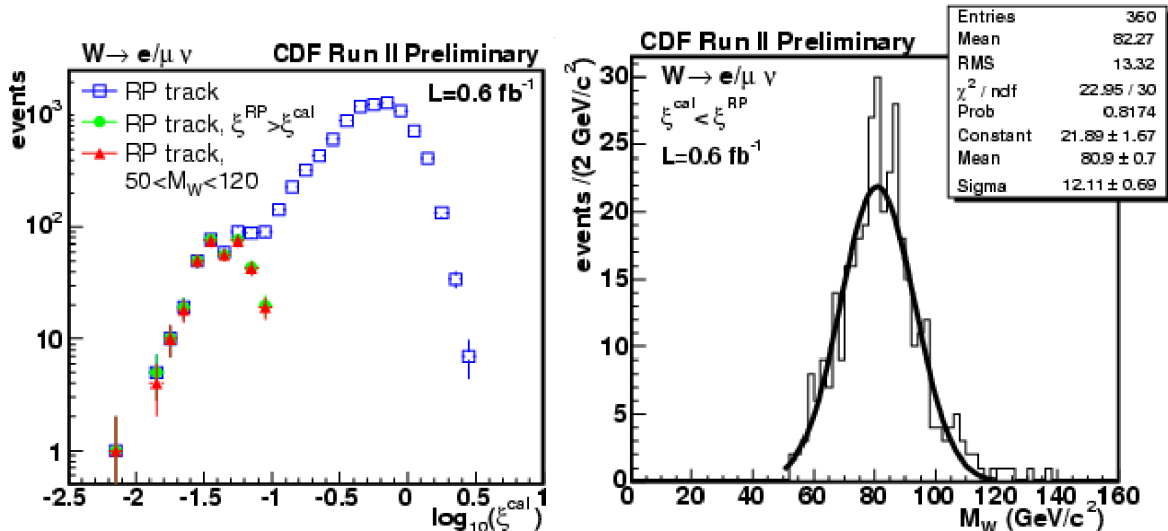 W→ e/μ ν CDF Run II Preliminary
RP track
RP track, ξ^RP>ξ^cal
RP track,
50<M_W<120
L=0.6 fb⁻¹
events
10³
10²
10
1
-2.5 -2 -1.5 -1 -0.5 0 0.5 1
log₁₀(ξ^cal)
CDF Run II Preliminary
W→ e/μ ν
ξ^cal < ξ^RP
L=0.6 fb⁻¹
Entries 360
Mean 82.27
RMS 13.32
χ² / ndf 22.95 / 30
Prob 0.8174
Constant 21.89 ± 1.67
Mean 80.9 ± 0.7
Sigma 12.11 ± 0.69
events /(2 GeV/c²)
30
25
20
15
10
5
0
0 20 40 60 80 100 120 140 160
M_W (GeV/c²)